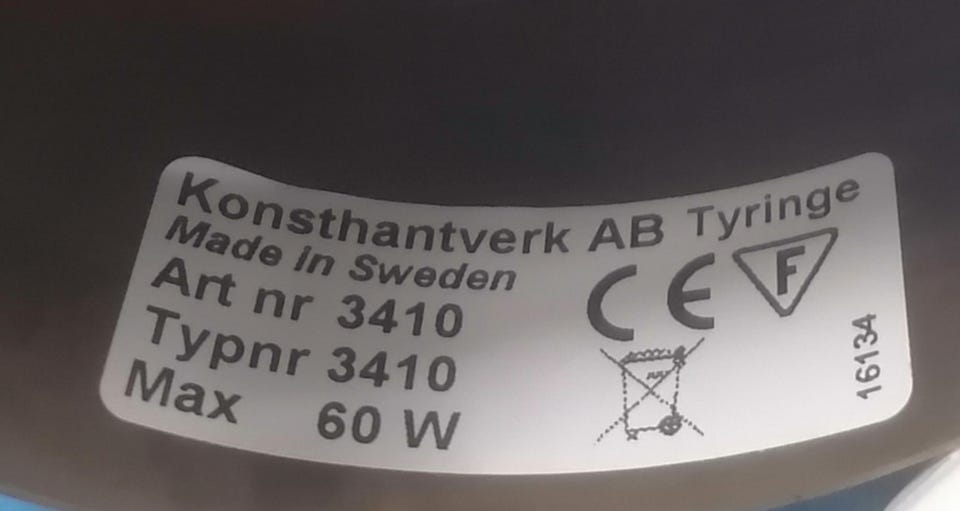 Konsthantverk AB Tyringe
Made in Sweden
Art nr 3410
Typnr 3410
Max 60 W
CE F
16134